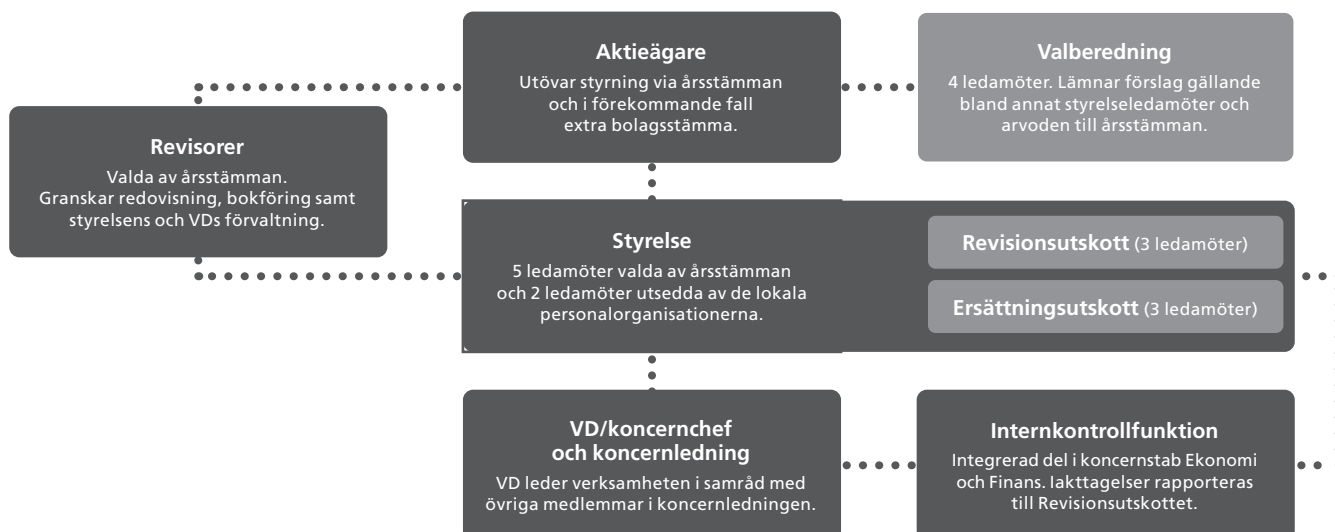 Aktieägare
Utövar styrning via årsstämman
och i förekommande fall
extra bolagsstämma.
Valberedning
4 ledamöter. Lämnar förslag gällande
bland annat styrelseledamöter och
arvoden till årsstämman.
Revisorer
Valda av årsstämman.
Granskar redovisning, bokföring samt
styrelsens och VDs förvaltning.
Styrelse
5 ledamöter valda av årsstämman
och 2 ledamöter utsedda av de lokala
personalorganisationerna.
Revisionsutskott (3 ledamöter)
Ersättningsutskott (3 ledamöter)
VD/koncernchef
och koncernledning
VD leder verksamheten i samråd med
övriga medlemmar i koncernledningen.
Internkontrollfunktion
Integrerad del i koncernstab Ekonomi
och Finans. Iakttagelser rapporteras
till Revisionsutskottet.